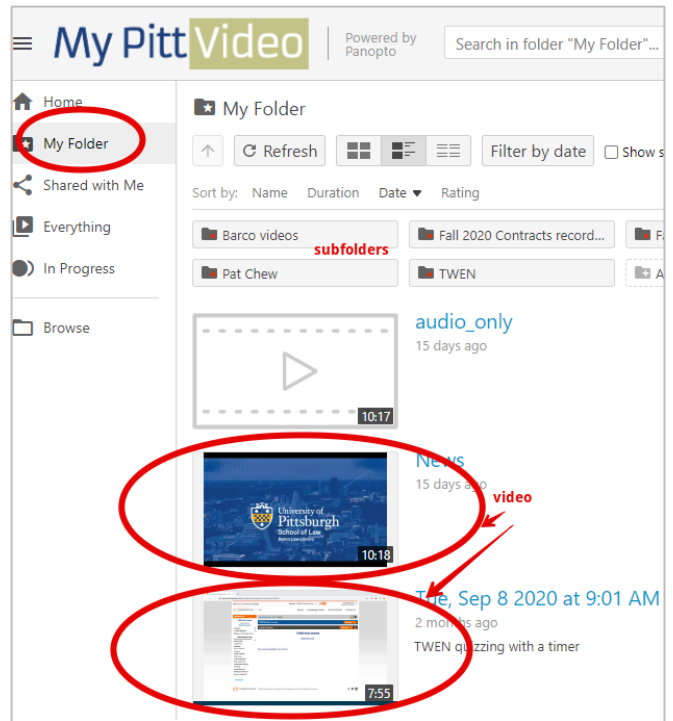 My Pitt Video
Powered by
Panopto
Search in folder "My Folder"...
Home
My Folder
Shared with Me
Everything
In Progress
Browse
My Folder
Refresh
Filter by date
Show s
Sort by: Name Duration Date Rating
Barco videos
Fall 2020 Contracts record...
F
subfolders
Pat Chew
TWEN
A
audio_only
15 days ago
10:17
News
15 days ago
video
University of
Pittsburgh
School of Law
Barco Law Library
10:18
Tue, Sep 8 2020 at 9:01 AM
2 months ago
TWEN quizzing with a timer
7:55